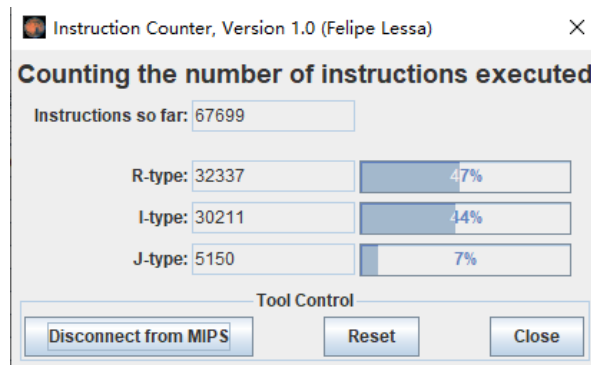 Instruction Counter, Version 1.0 (Felipe Lessa)
Counting the number of instructions executed
Instructions so far: 67699
R-type: 32337 47%
I-type: 30211 44%
J-type: 5150 7%
Tool Control
Disconnect from MIPS Reset Close